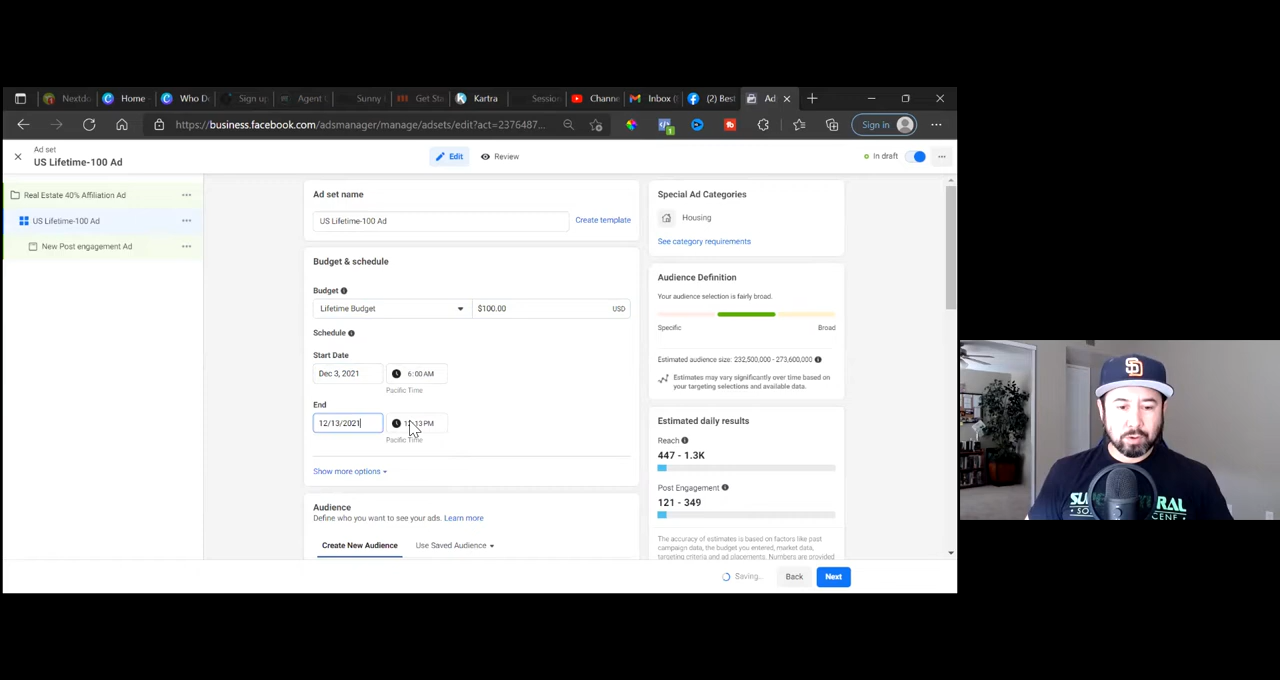 Nextdo
Home
Who D
Sign up
Agent
Sunny
Get Sta
Kartra
Session
Chann
Inbox (
(2) Best
Ad
https://business.facebook.com/adsmanager/manage/adsets/edit?act=2376487...
Sign in
Ad set
US Lifetime-100 Ad
Edit
Review
In draft
Real Estate 40% Affiliation Ad
US Lifetime-100 Ad
New Post engagement Ad
Ad set name
US Lifetime-100 Ad
Create template
Budget & schedule
Budget
Lifetime Budget
$100.00
USD
Schedule
Start Date
Dec 3, 2021
6:00 AM
Pacific Time
End
12/13/2021
13 PM
Pacific Time
Show more options
Audience
Define who you want to see your ads. Learn more
Create New Audience
Use Saved Audience
Special Ad Categories
Housing
See category requirements
Audience Definition
Your audience selection is fairly broad.
Specific
Broad
Estimated audience size: 232,500,000 - 273,600,000
Estimates may vary significantly over time based on
your targeting selections and available data.
Estimated daily results
Reach
447 - 1.3K
Post Engagement
121 - 349
The accuracy of estimates is based on factors like past
campaign data, the budget you entered, market data,
targeting criteria and ad placements. Numbers are provided
Saving...
Back
Next
SD